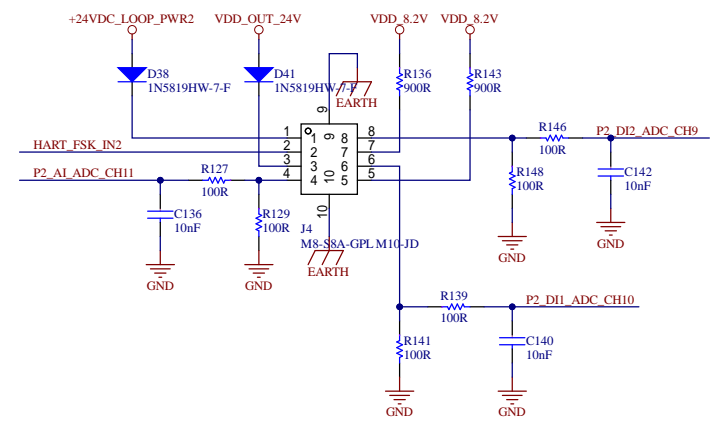 +24VDC_LOOP_PWR2
VDD_OUT_24V
VDD_8.2V
VDD_8.2V
D38
1N5819HW-7-F
D41
1N5819HW-7-F
EARTH
R136
900R
R143
900R
9
HART_FSK_IN2
P2_AI_ADC_CH11
1
2
3
4
1
2
3
4
9
10
8
7
6
5
8
7
6
5
R146
100R
P2_DI2_ADC_CH9
R127
100R
R148
100R
C142
10nF
C136
10nF
R129
100R
10
J4
M8-S8A-GPL M10-JD
EARTH
GND
GND
GND
GND
R139
100R
P2_DI1_ADC_CH10
R141
100R
C140
10nF
GND
GND